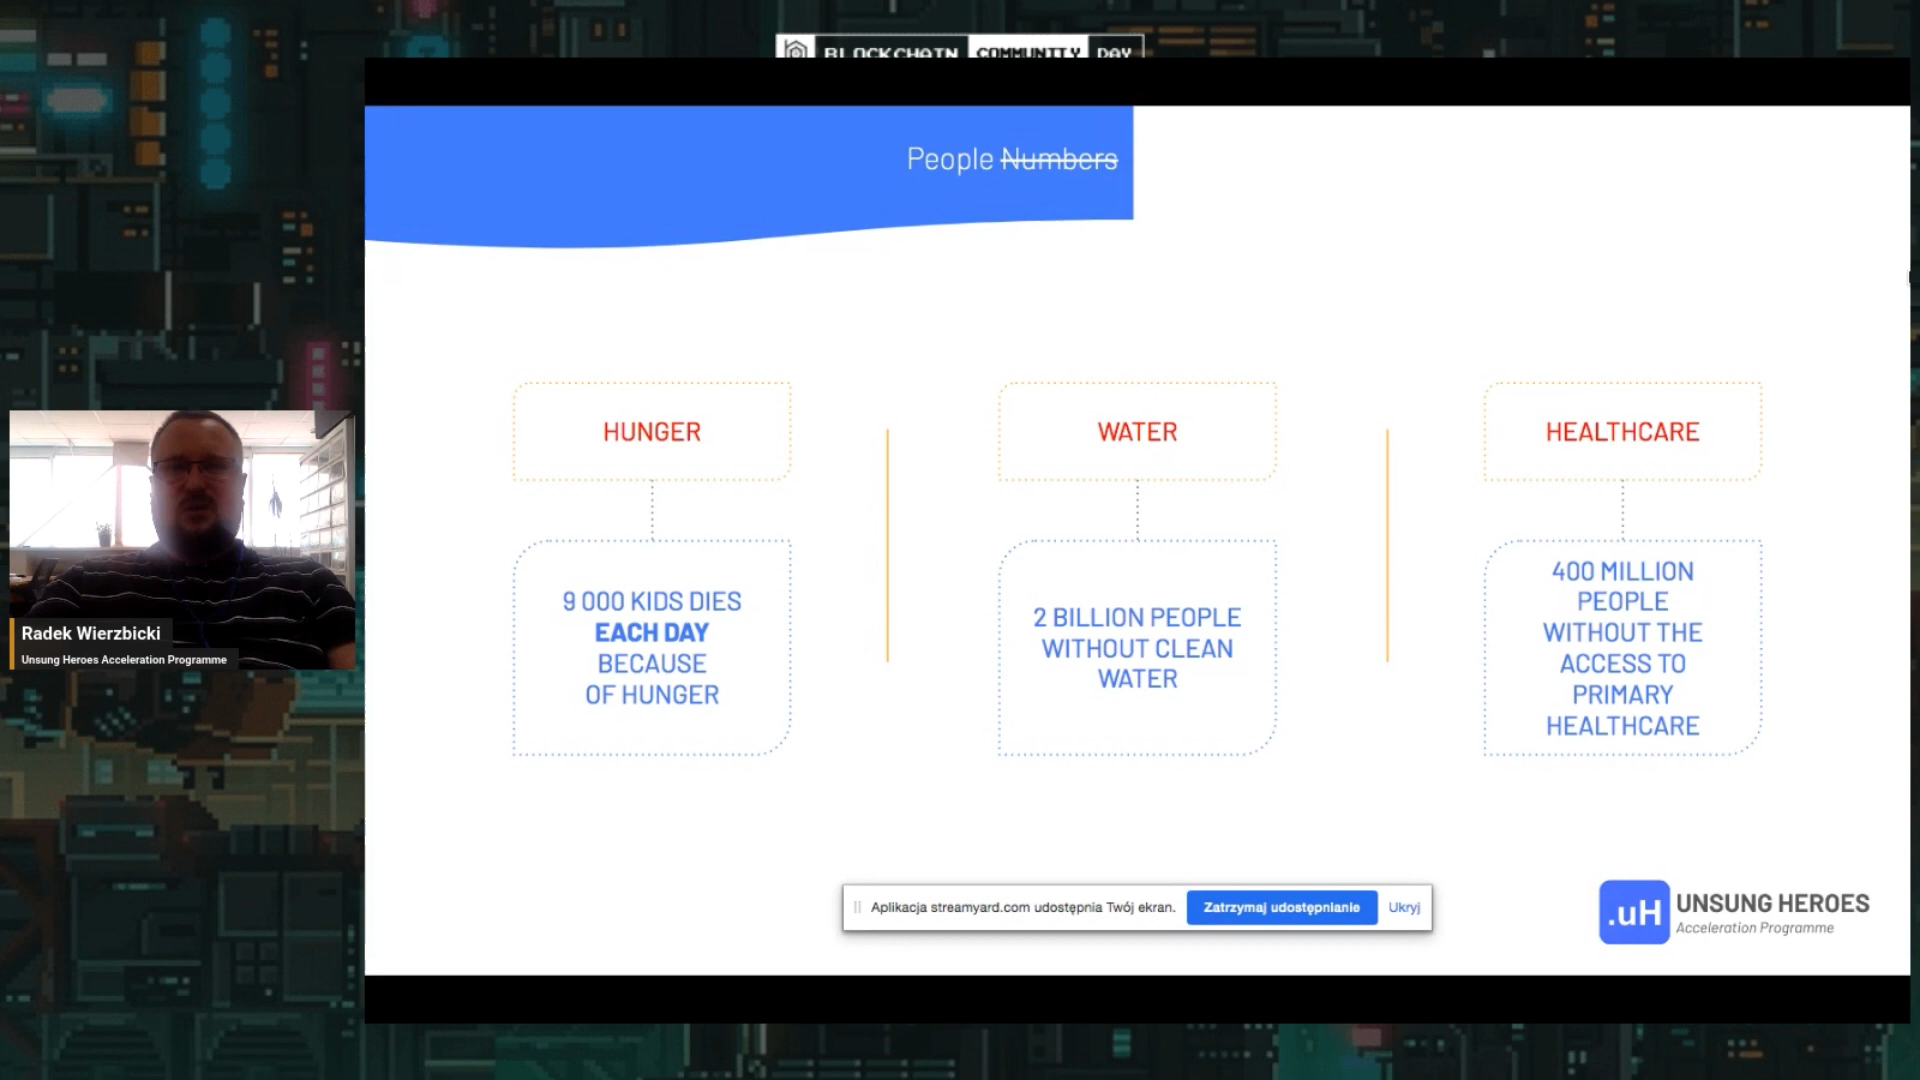 BLOCKCHAIN COMMUNITY DAY
People Numbers
HUNGER
9 000 KIDS DIES
EACH DAY
BECAUSE
OF HUNGER
WATER
2 BILLION PEOPLE
WITHOUT CLEAN
WATER
HEALTHCARE
400 MILLION
PEOPLE
WITHOUT THE
ACCESS TO
PRIMARY
HEALTHCARE
Radek Wierzbicki
Unsung Heroes Acceleration Programme
Aplikacja streamyard.com udostępnia Twój ekran. Zatrzymaj udostępnianie Ukryj
.uH UNSUNG HEROES
Acceleration Programme